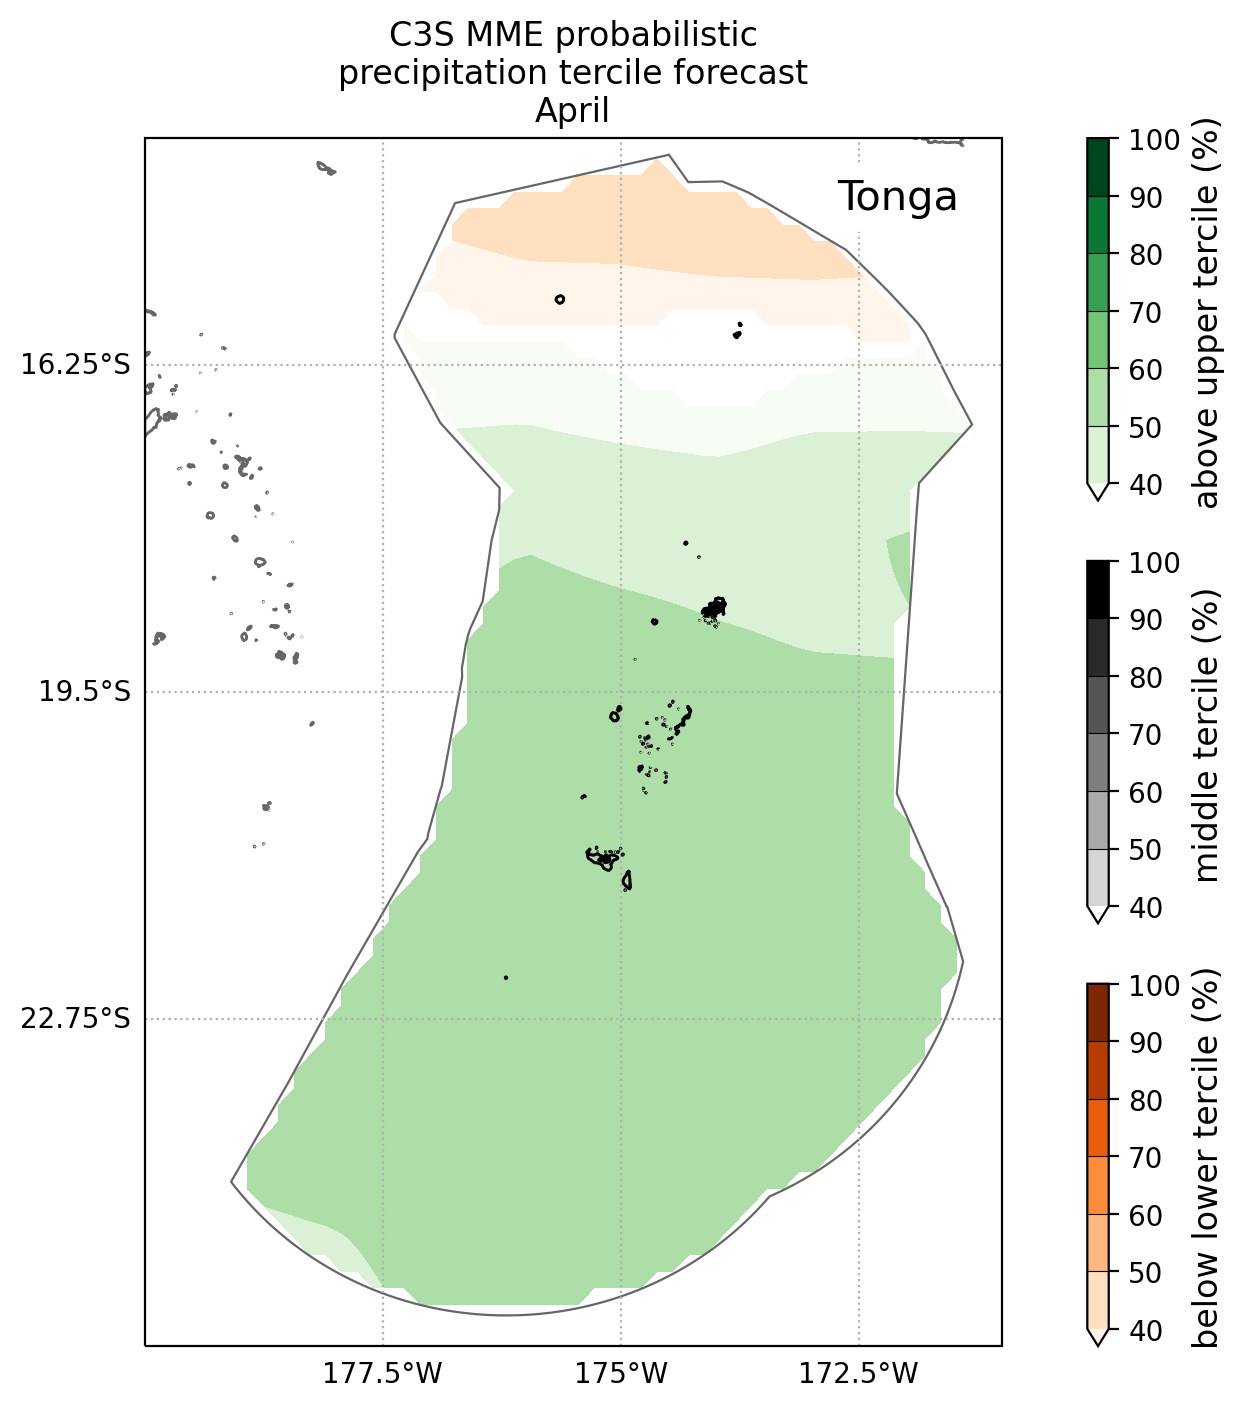 C3S MME probabilistic
precipitation tercile forecast
April
Tonga
16.25°S
19.5°S
22.75°S
177.5°W
175°W
172.5°W
100
90
80
70
60
50
40
above upper tercile (%)
100
90
80
70
60
50
40
middle tercile (%)
100
90
80
70
60
50
40
below lower tercile (%)